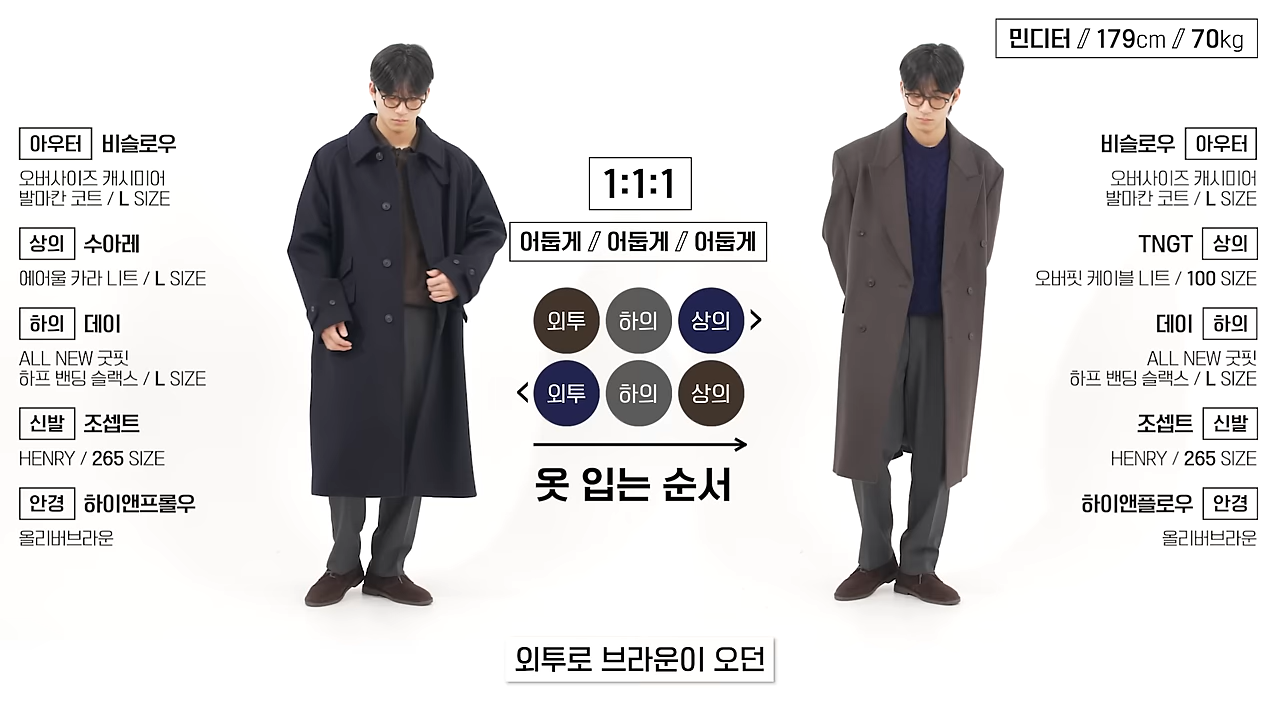 민디터 // 179cm // 70kg
아우터 비슬로우
오버사이즈 캐시미어
발마칸 코트 / L SIZE
상의 수아레
에어울 카라 니트 / L SIZE
하의 데이
ALL NEW 굿핏
하프 밴딩 슬랙스 / L SIZE
신발 조셉트
HENRY / 265 SIZE
안경 하이앤프롤우
올리버브라운
1:1:1
어둡게 // 어둡게 // 어둡게
외투 하의 상의 >
< 외투 하의 상의
옷 입는 순서
비슬로우 아우터
오버사이즈 캐시미어
발마칸 코트 / L SIZE
TNGT 상의
오버핏 케이블 니트 / 100 SIZE
데이 하의
ALL NEW 굿핏
하프 밴딩 슬랙스 / L SIZE
조셉트 신발
HENRY / 265 SIZE
하이앤플로우 안경
올리버브라운
외투로 브라운이 오던